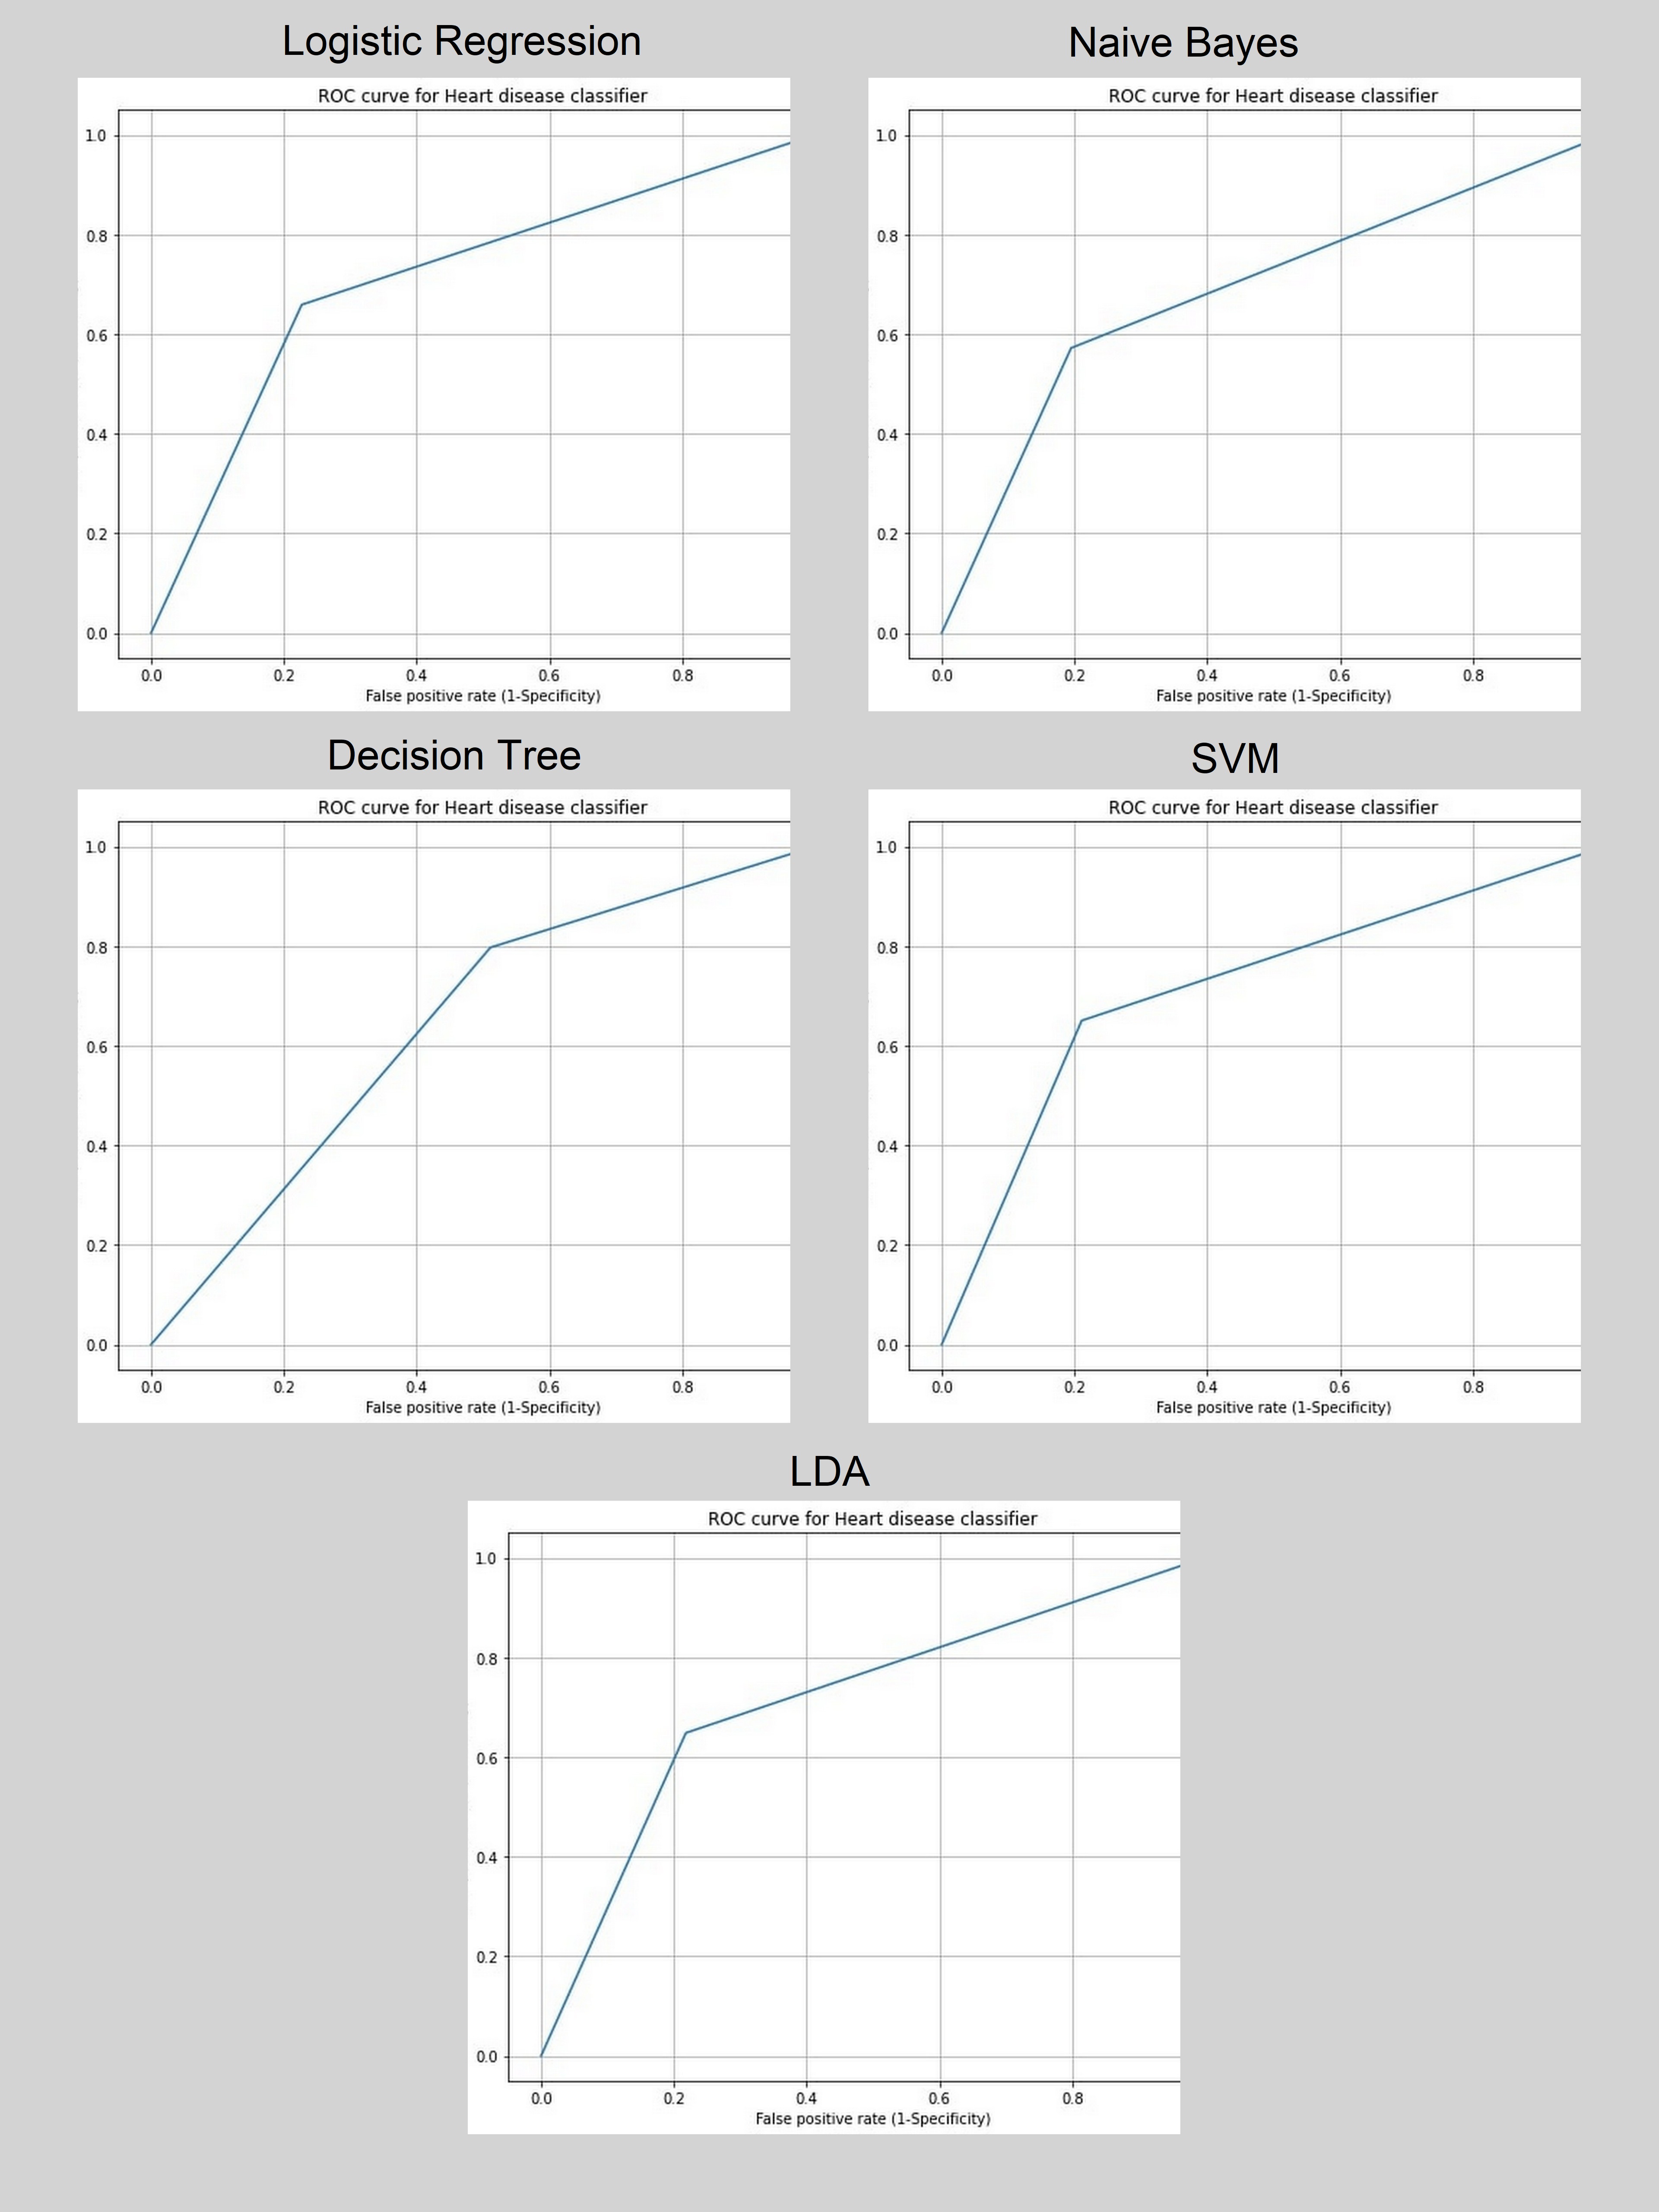 Logistic Regression
ROC curve for Heart disease classifier
1.0
0.8
0.6
0.4
0.2
0.0
0.0 0.2 0.4 0.6 0.8
False positive rate (1-Specificity)
Naive Bayes
ROC curve for Heart disease classifier
1.0
0.8
0.6
0.4
0.2
0.0
0.0 0.2 0.4 0.6 0.8
False positive rate (1-Specificity)
Decision Tree
ROC curve for Heart disease classifier
1.0
0.8
0.6
0.4
0.2
0.0
0.0 0.2 0.4 0.6 0.8
False positive rate (1-Specificity)
SVM
ROC curve for Heart disease classifier
1.0
0.8
0.6
0.4
0.2
0.0
0.0 0.2 0.4 0.6 0.8
False positive rate (1-Specificity)
LDA
ROC curve for Heart disease classifier
1.0
0.8
0.6
0.4
0.2
0.0
0.0 0.2 0.4 0.6 0.8
False positive rate (1-Specificity)